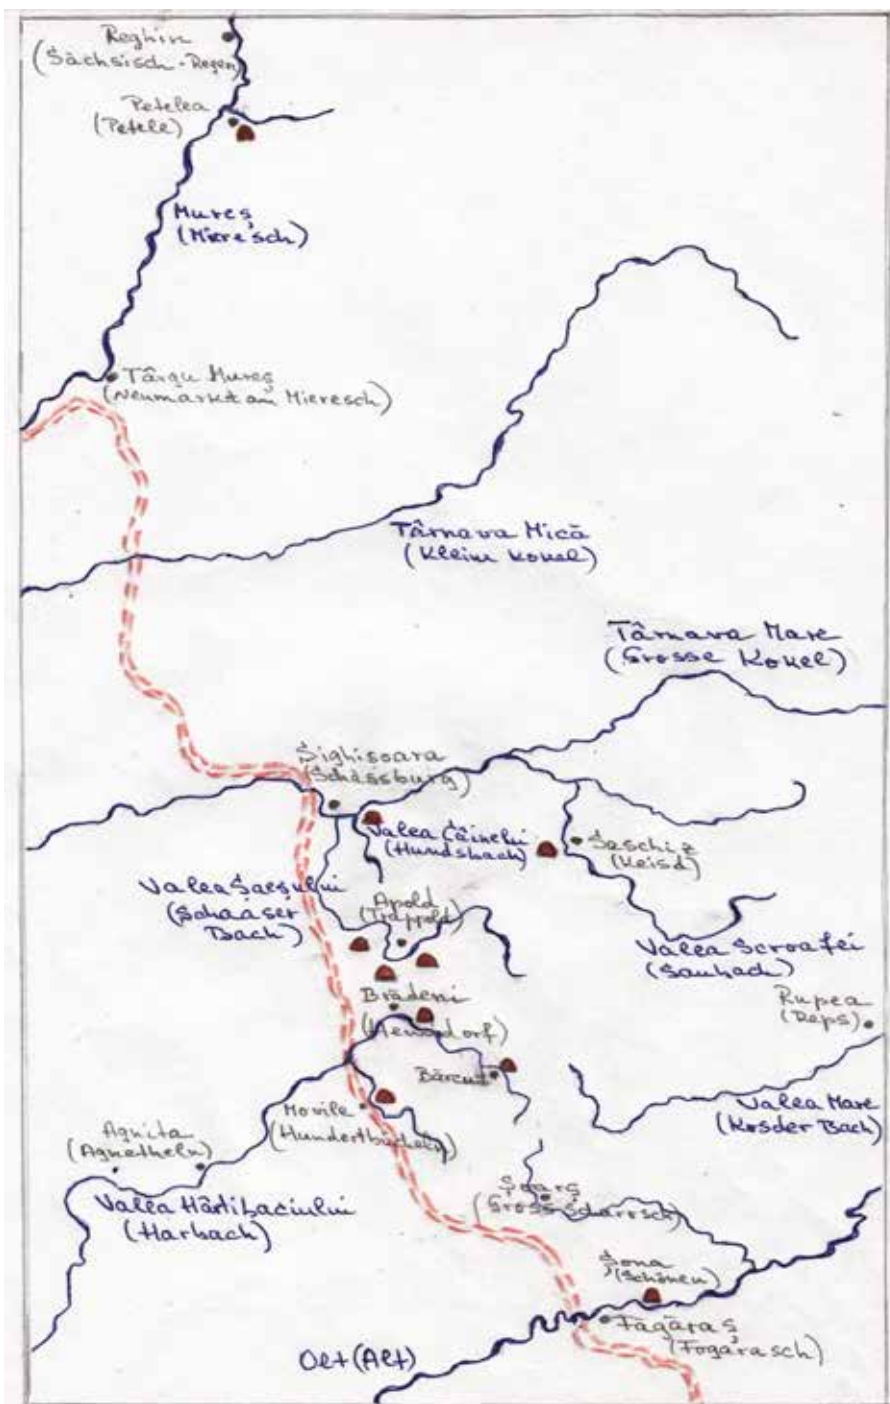 Reghin
(Sächsisch-Regen)
Petelea
(Petele)
Mureş
(Mieresch)
Târgu Mureş
(Neumarkt am Mieresch)
Târnava Mică
(Kleine Kokel)
Târnava Mare
(Grosse Kokel)
Sighişoara
(Schässburg)
Valea Câinelui
(Hundsbach)
Saschiz
(Keisd)
Valea Şaeşului
(Schaaser
Bach)
Apold
(Trappold)
Valea Scroafei
(Saubach)
Rupea
(Reps)
Brădeni
(Henndorf)
Bărcut
Valea Mare
(Kosder Bach)
Movile
(Hundertbücheln)
Agnita
(Agnetheln)
Valea Hârtibaciului
(Harbach)
Şoarş
(Gross-Scharrsch)
Şona
(Schönen)
Făgăraş
(Fogarasch)
Olt (Alt)